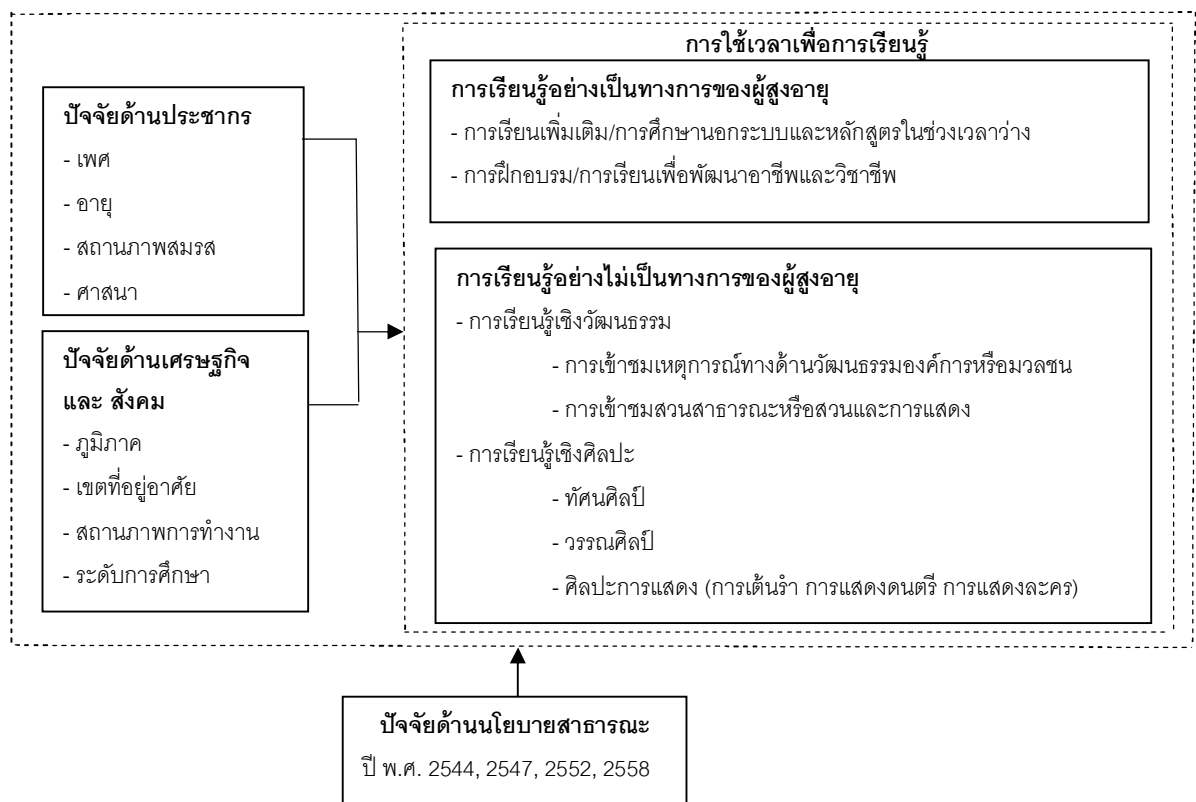 การใช้เวลาเพื่อการเรียนรู้
ปัจจัยด้านประชากร
- เพศ
- อายุ
- สถานภาพสมรส
- ศาสนา
ปัจจัยด้านเศรษฐกิจ
และ สังคม
- ภูมิภาค
- เขตที่อยู่อาศัย
- สถานภาพการทำงาน
- ระดับการศึกษา
การเรียนรู้อย่างเป็นทางการของผู้สูงอายุ
- การเรียนเพิ่มเติม/การศึกษานอกระบบและหลักสูตรในช่วงเวลาว่าง
- การฝึกอบรม/การเรียนเพื่อพัฒนาอาชีพและวิชาชีพ
การเรียนรู้อย่างไม่เป็นทางการของผู้สูงอายุ
- การเรียนรู้เชิงวัฒนธรรม
- การเข้าชมเหตุการณ์ทางด้านวัฒนธรรมองค์การหรือมวลชน
- การเข้าชมสวนสาธารณะหรือสวนและการแสดง
- การเรียนรู้เชิงศิลปะ
- ทัศนศิลป์
- วรรณศิลป์
- ศิลปะการแสดง (การเต้นรำ การแสดงดนตรี การแสดงละคร)
ปัจจัยด้านนโยบายสาธารณะ
ปี พ.ศ. 2544, 2547, 2552, 2558